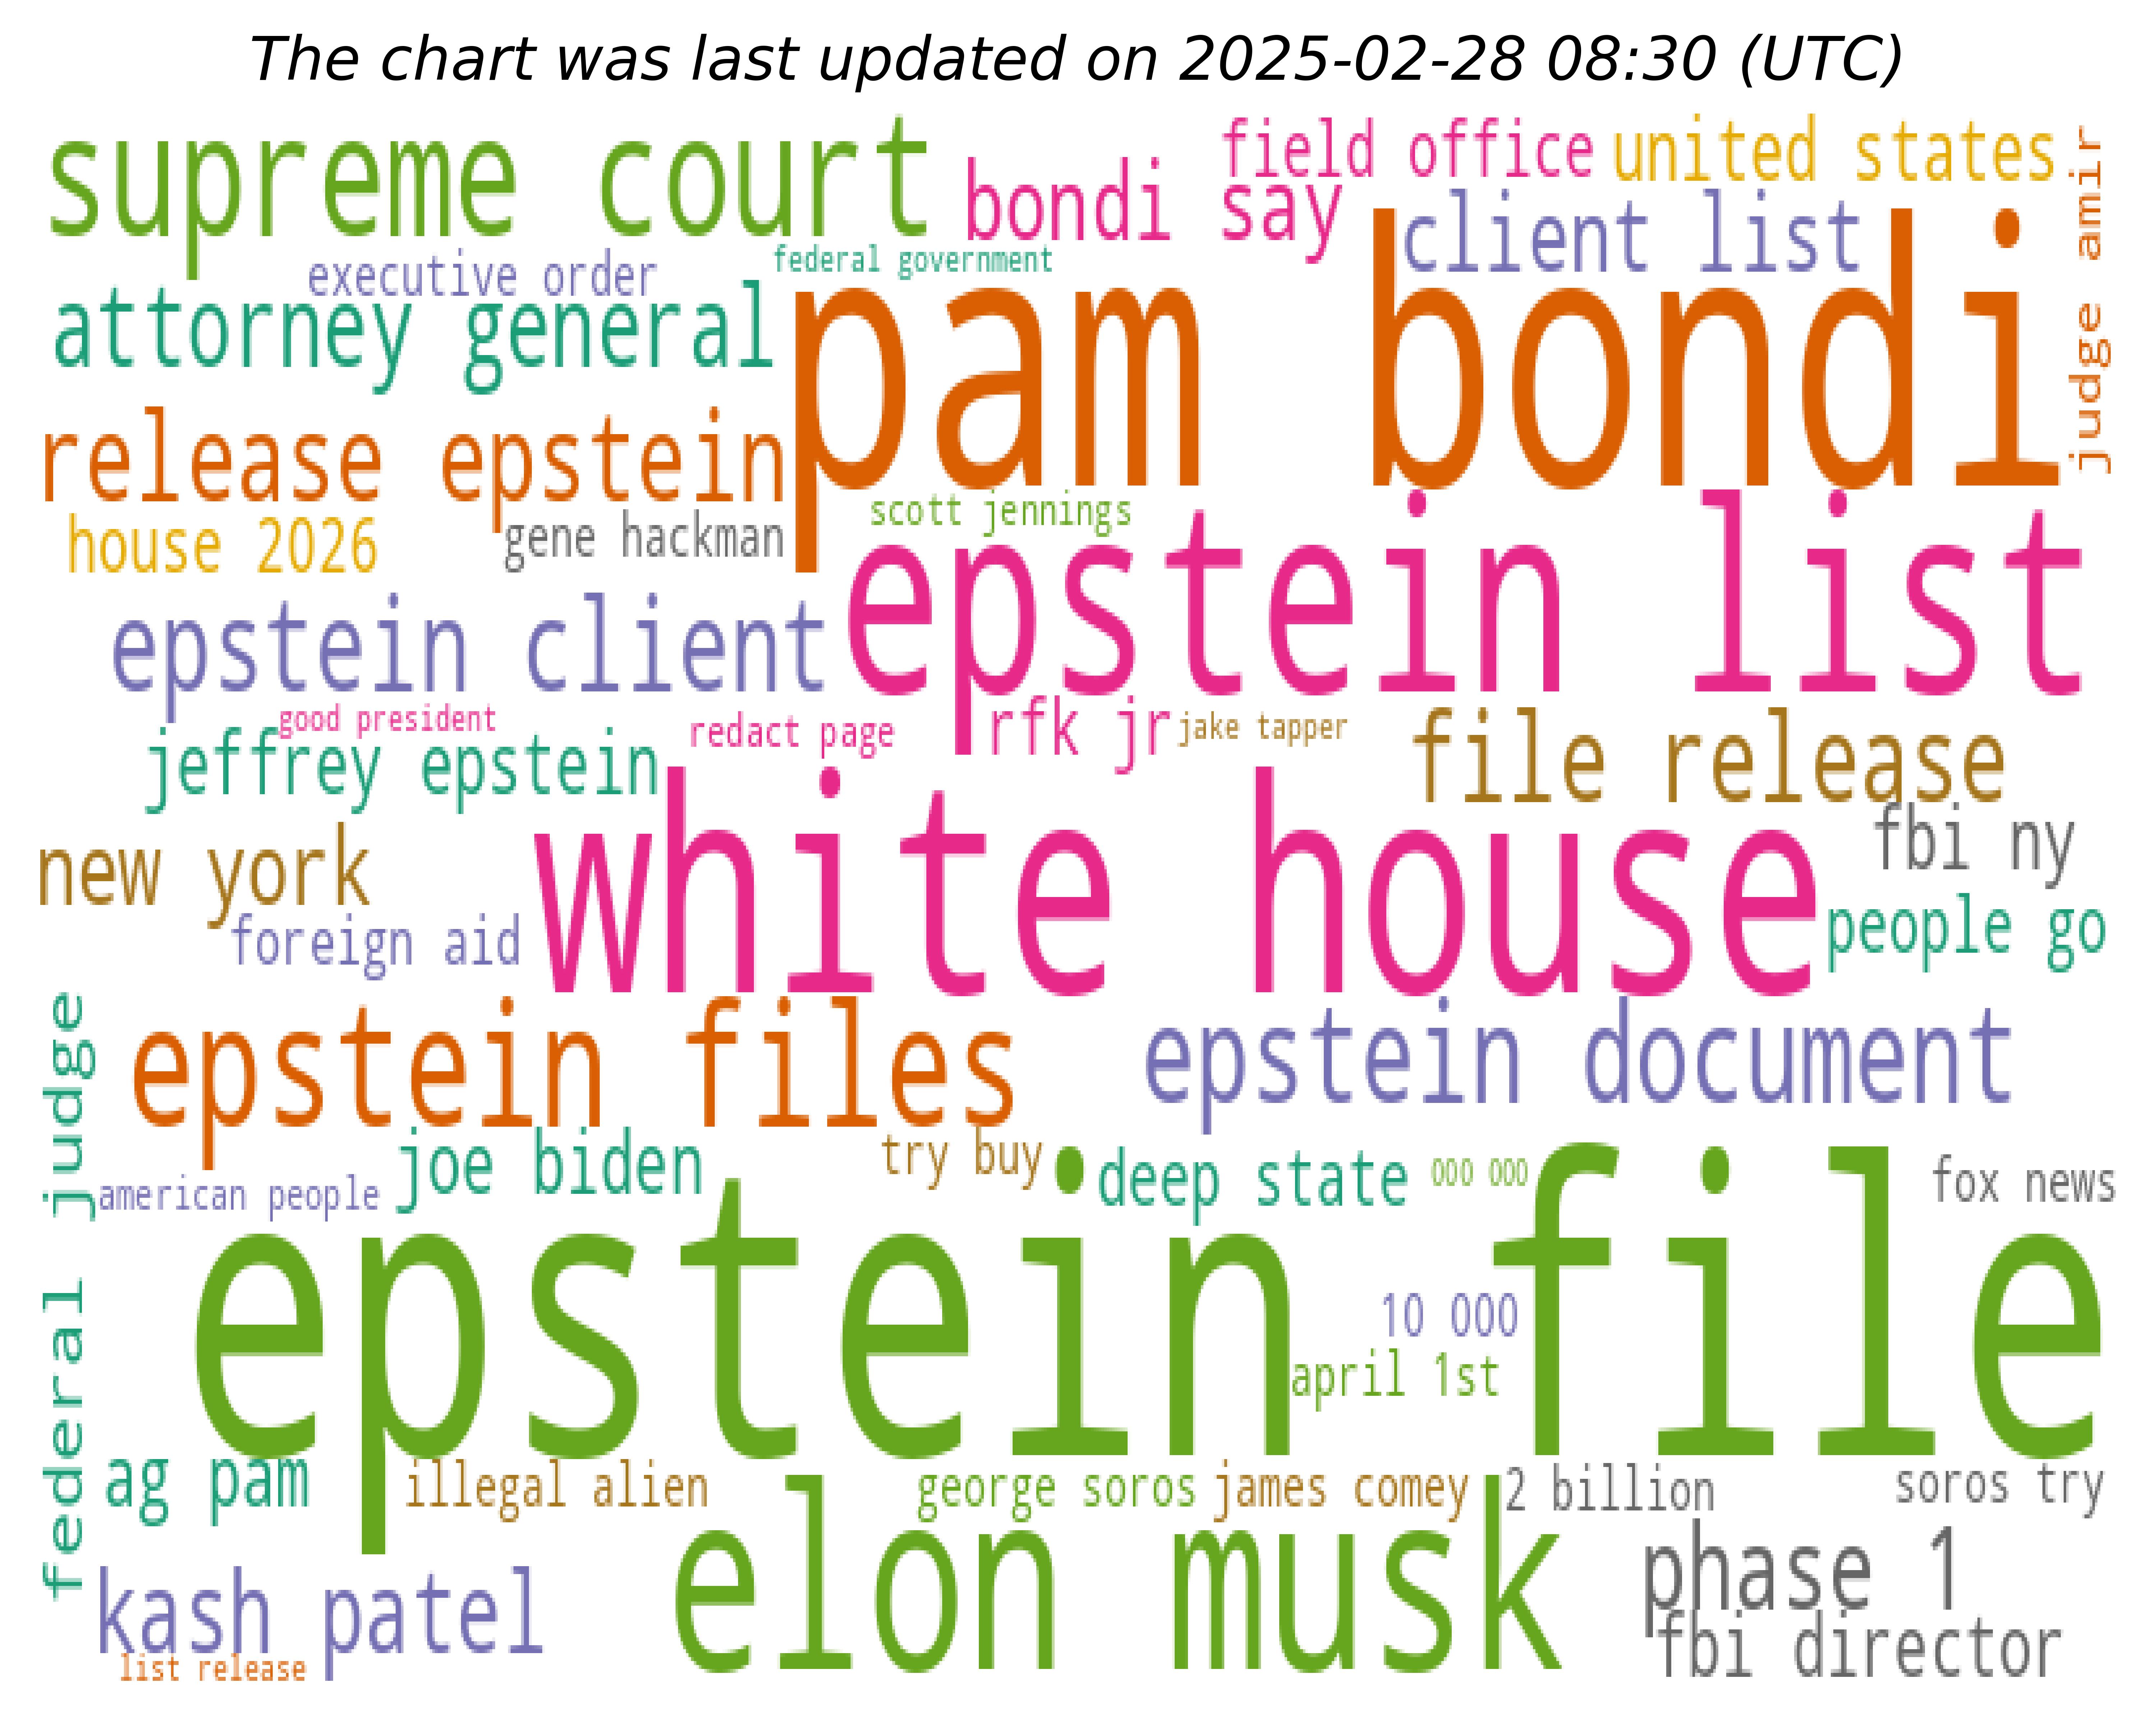 The chart was last updated on 2025-02-28 08:30 (UTC)
supreme court
field office
united states
judge amir
bondi say
client list
executive order
federal government
attorney general
pam bondi
release epstein
scott jennings
house 2026
gene hackman
epstein list
epstein client
good president
redact page
rfk jr
jake tapper
jeffrey epstein
file release
white house
fbi ny
new york
foreign aid
people go
federal judge
epstein files
epstein document
joe biden
try buy
deep state
000 000
fox news
american people
epstein file
10 000
april 1st
ag pam
illegal alien
george soros
james comey
2 billion
soros try
kash patel
elon musk
phase 1
fbi director
list release